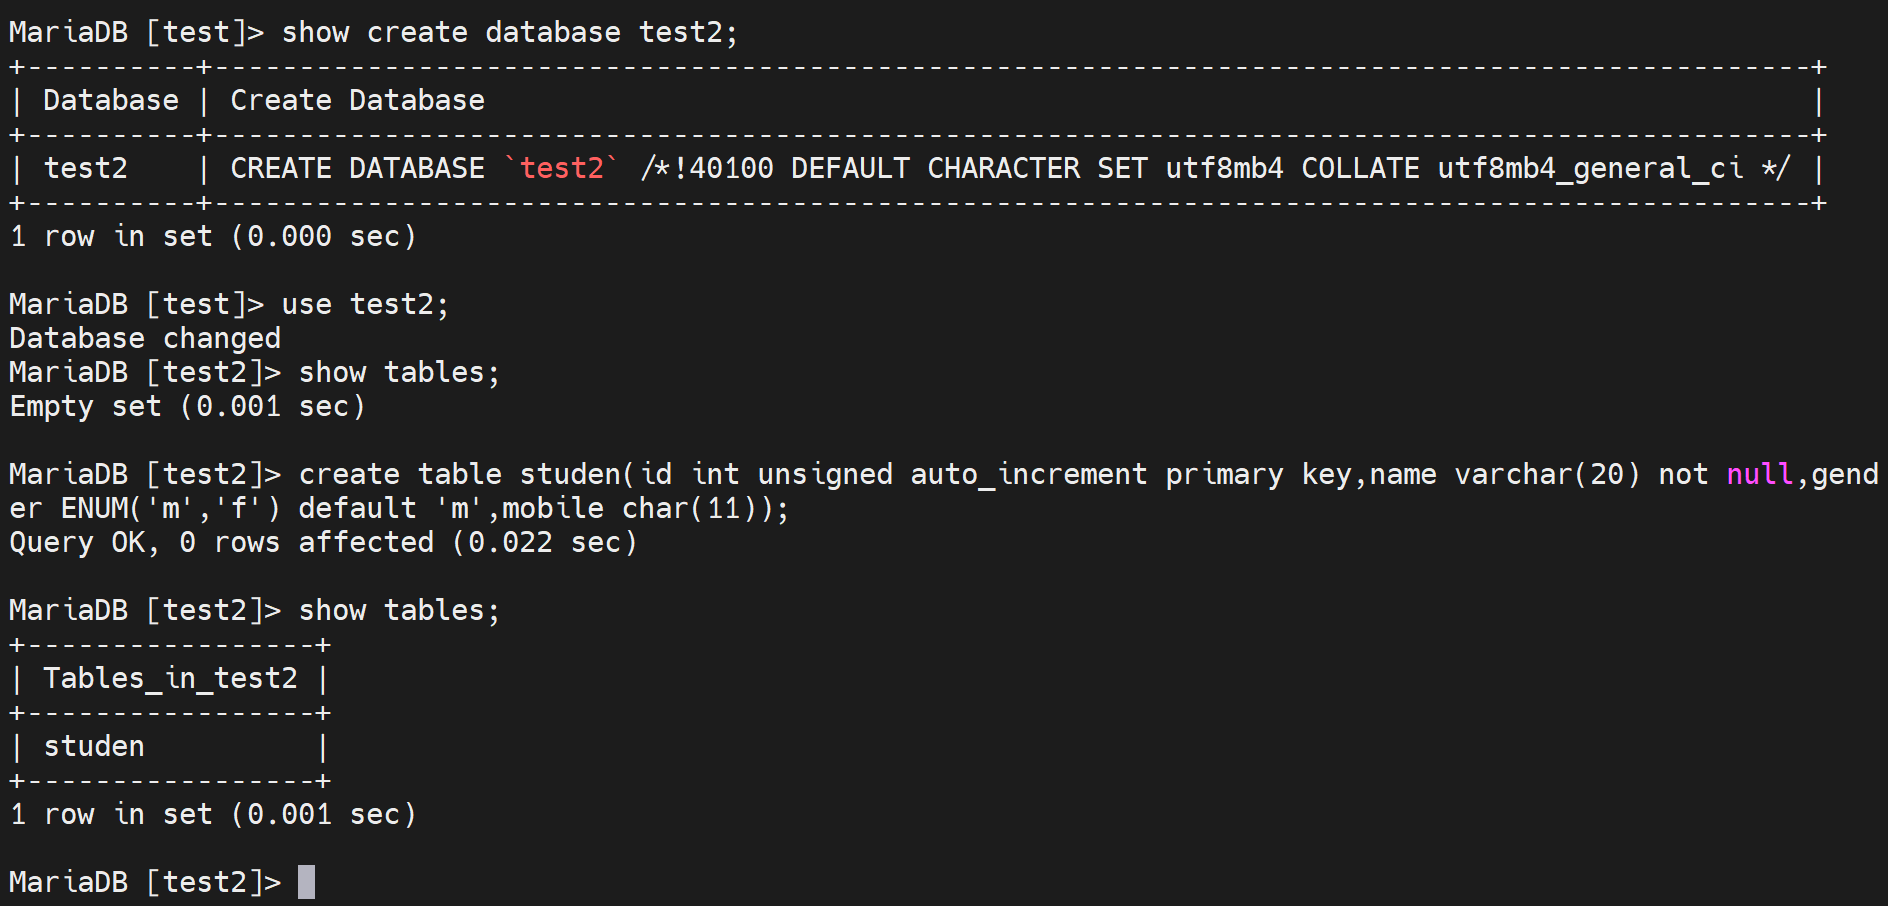 MariaDB [test]> show create database test2;
+----------+----------------------------------------------------------------------------------------------+
| Database | Create Database                                                                              |
+----------+----------------------------------------------------------------------------------------------+
| test2    | CREATE DATABASE `test2` /*!40100 DEFAULT CHARACTER SET utf8mb4 COLLATE utf8mb4_general_ci */ |
+----------+----------------------------------------------------------------------------------------------+
1 row in set (0.000 sec)

MariaDB [test]> use test2;
Database changed
MariaDB [test2]> show tables;
Empty set (0.001 sec)

MariaDB [test2]> create table studen(id int unsigned auto_increment primary key,name varchar(20) not null,gend
er ENUM('m','f') default 'm',mobile char(11));
Query OK, 0 rows affected (0.022 sec)

MariaDB [test2]> show tables;
+-----------------+
| Tables_in_test2 |
+-----------------+
| studen          |
+-----------------+
1 row in set (0.001 sec)

MariaDB [test2]>